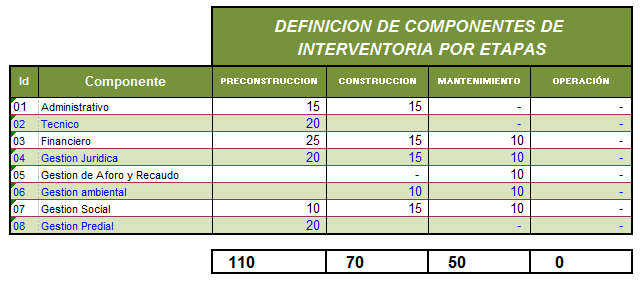 DEFINICION DE COMPONENTES DE
INTERVENTORIA POR ETAPAS
Id Componente PRECONSTRUCCION CONSTRUCCION MANTENIMIENTO OPERACIÓN
01 Administrativo 15 15 - -
02 Tecnico 20 - -
03 Financiero 25 15 10 -
04 Gestion Juridica 20 15 10 -
05 Gestion de Aforo y Recaudo - 10 -
06 Gestion ambiental 10 10 -
07 Gestion Social 10 15 10 -
08 Gestion Predial 20 - -
110 70 50 0